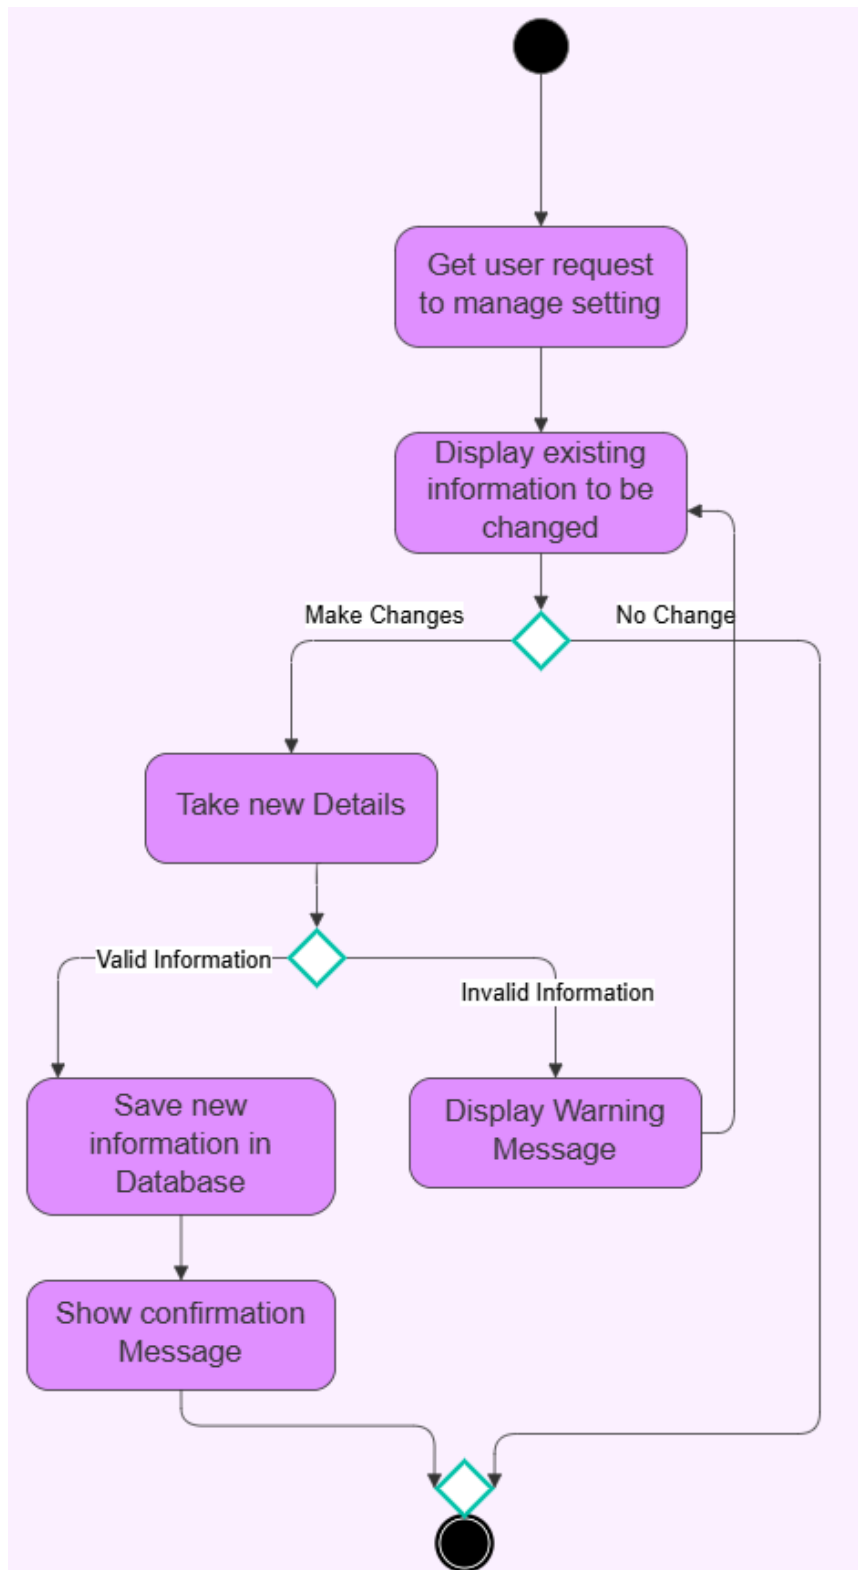 Get user request
to manage setting
Display existing
information to be
changed
Make Changes
No Change
Take new Details
Valid Information
Invalid Information
Save new
information in
Database
Display Warning
Message
Show confirmation
Message